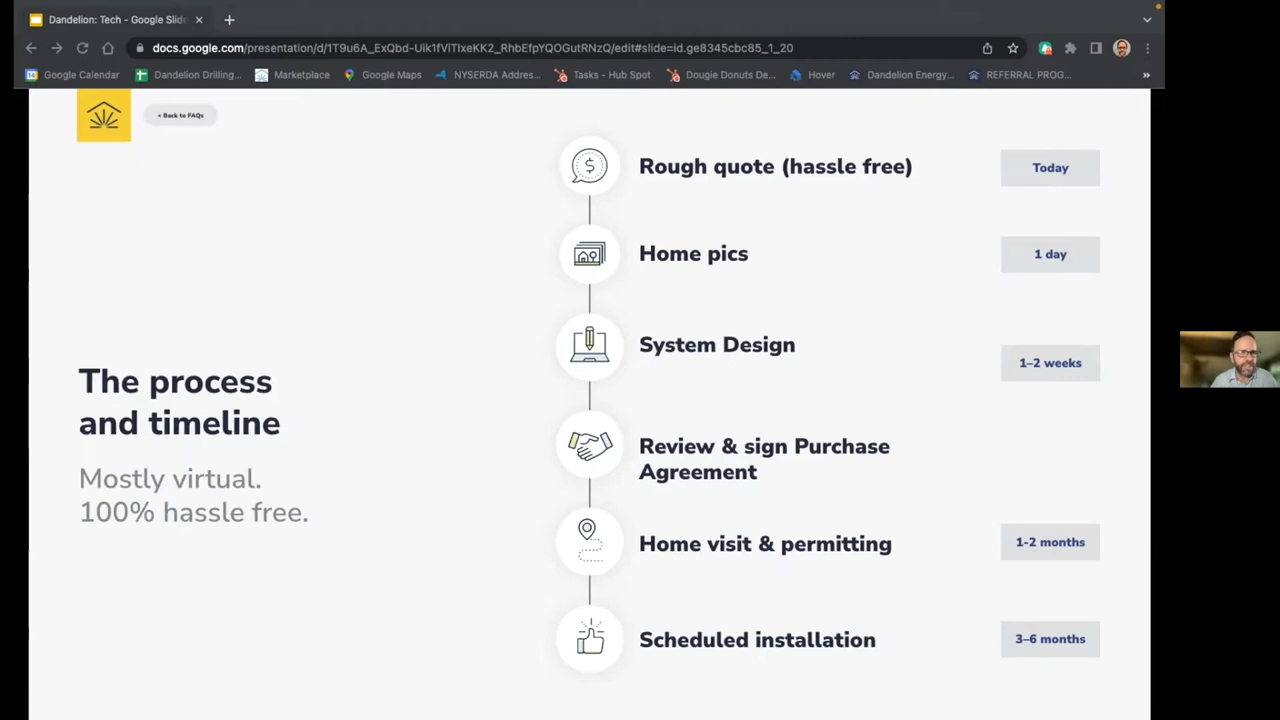 Dandelion: Tech - Google Slide
docs.google.com/presentation/d/1T9u6A_ExQbd-Uik1fViTIxeKK2_RhbEfpYQOGutRNzQ/edit#slide=id.ge8345cbc85_1_20
Google Calendar
Dandelion Drilling...
Marketplace
Google Maps
NYSERDA Addres...
Tasks - Hub Spot
Dougie Donuts De...
Hover
Dandelion Energy...
REFERRAL PROG...
< Back to FAQs
The process
and timeline
Mostly virtual.
100% hassle free.
Rough quote (hassle free)
Today
Home pics
1 day
System Design
1–2 weeks
Review & sign Purchase
Agreement
Home visit & permitting
1-2 months
Scheduled installation
3–6 months